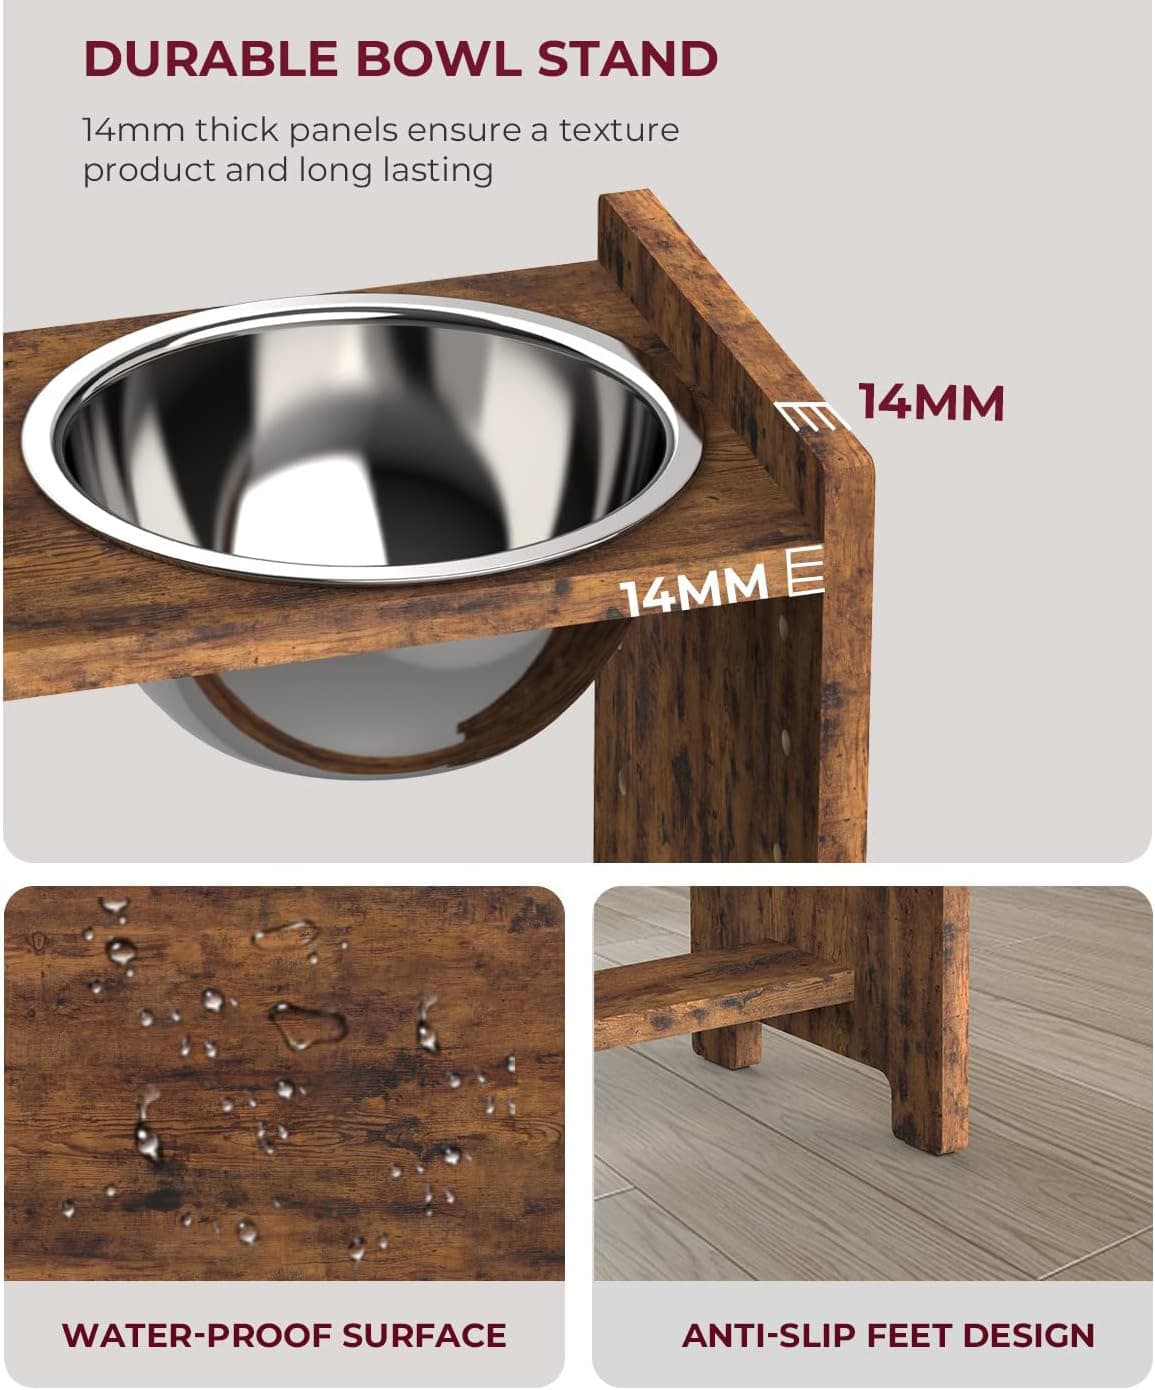 DURABLE BOWL STAND
14mm thick panels ensure a texture
product and long lasting
14MM
14MM
WATER-PROOF SURFACE
ANTI-SLIP FEET DESIGN